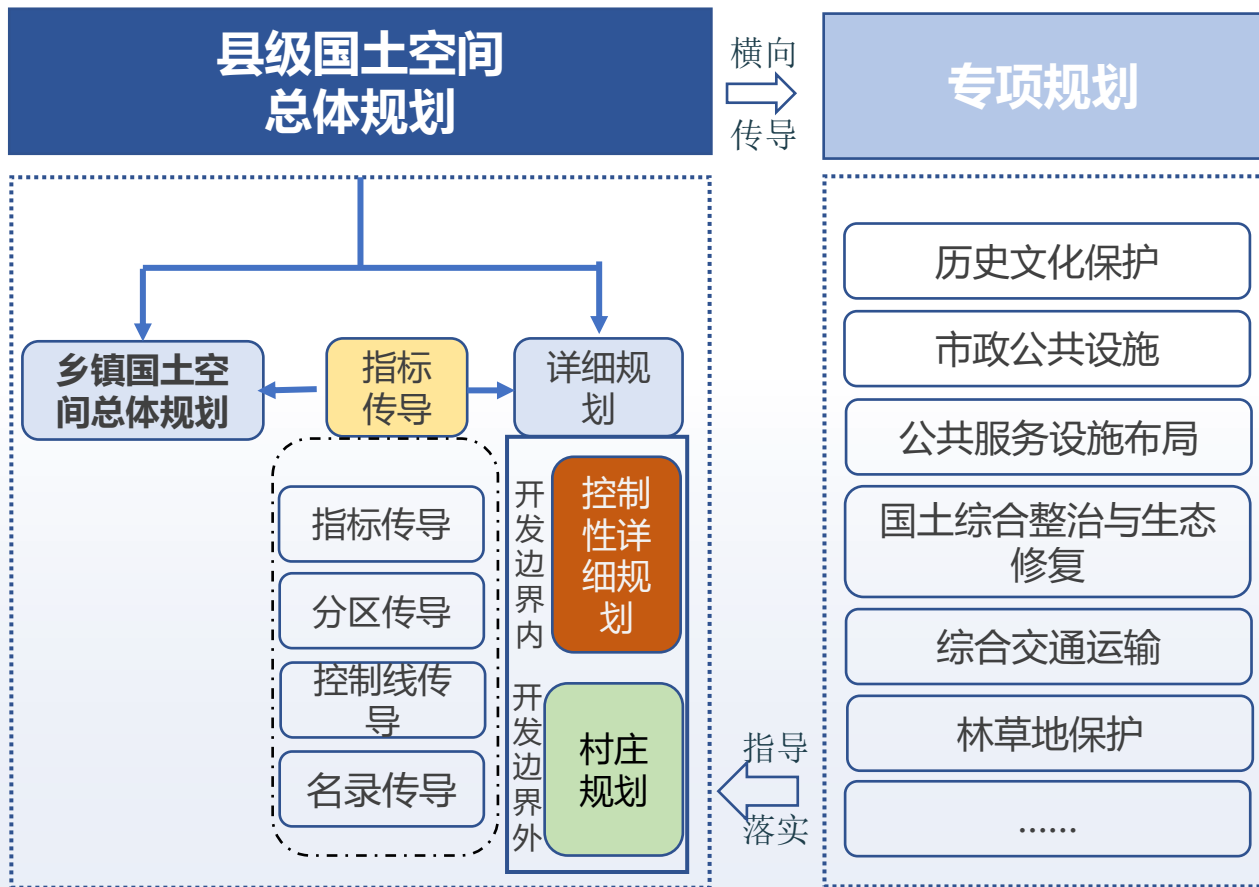 县级国土空间
总体规划
横向
传导
专项规划
乡镇国土空
间总体规划
指标
传导
详细规
划
指标传导
分区传导
控制线传
导
名录传导
开发边界内
控制
性详
细规
划
开发边界外
村庄
规划
指导
落实
历史文化保护
市政公共设施
公共服务设施布局
国土综合整治与生态
修复
综合交通运输
林草地保护
......